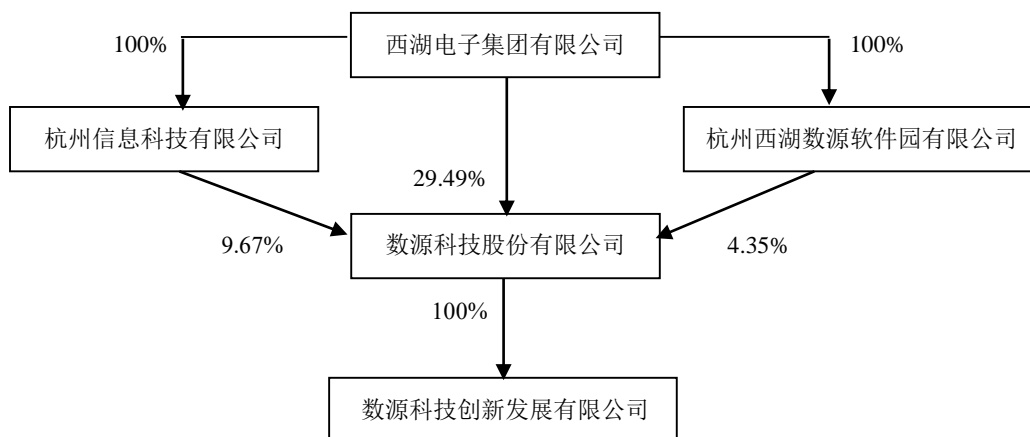 100%
西湖电子集团有限公司
100%
杭州信息科技有限公司
杭州西湖数源软件园有限公司
29.49%
9.67%
数源科技股份有限公司
4.35%
100%
数源科技创新发展有限公司